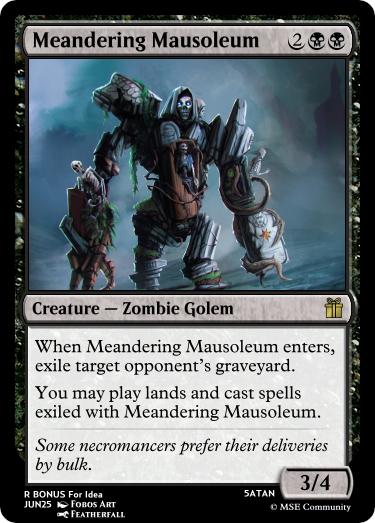 Meandering Mausoleum 2
Creature — Zombie Golem
When Meandering Mausoleum enters,
exile target opponent's graveyard.
You may play lands and cast spells
exiled with Meandering Mausoleum.
Some necromancers prefer their deliveries
by bulk.
3/4
R BONUS For Idea 5ATAN
JUN25 Fobos Art © MSE Community
Featherfall